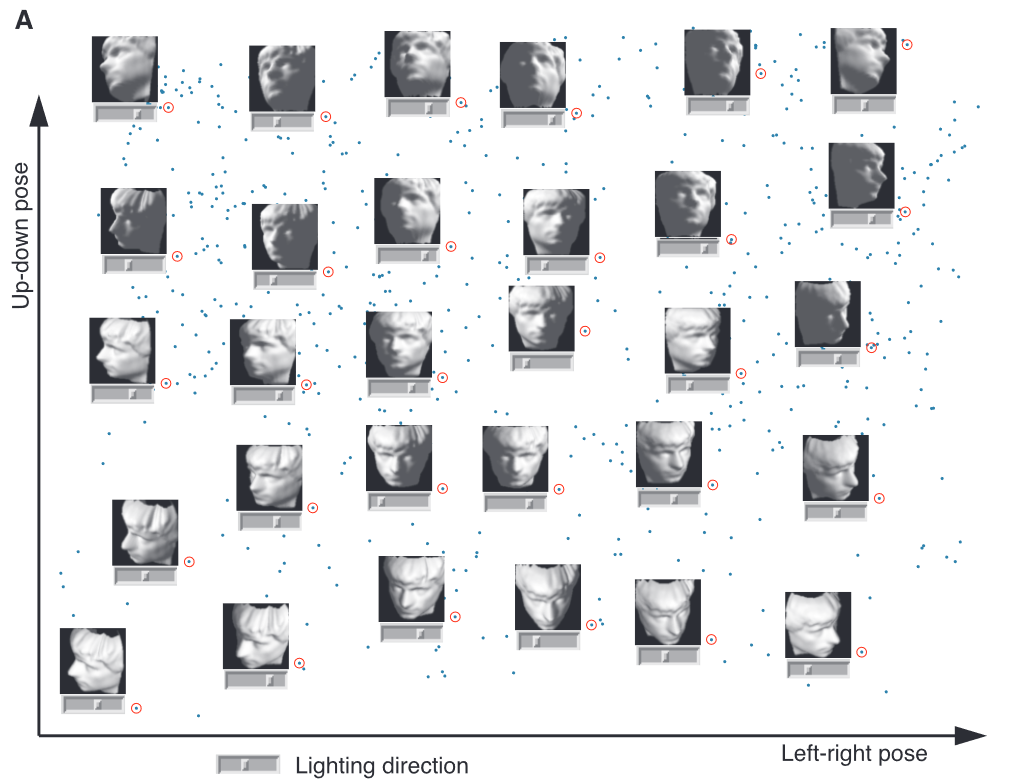 A
Up-down pose
Left-right pose
Lighting direction